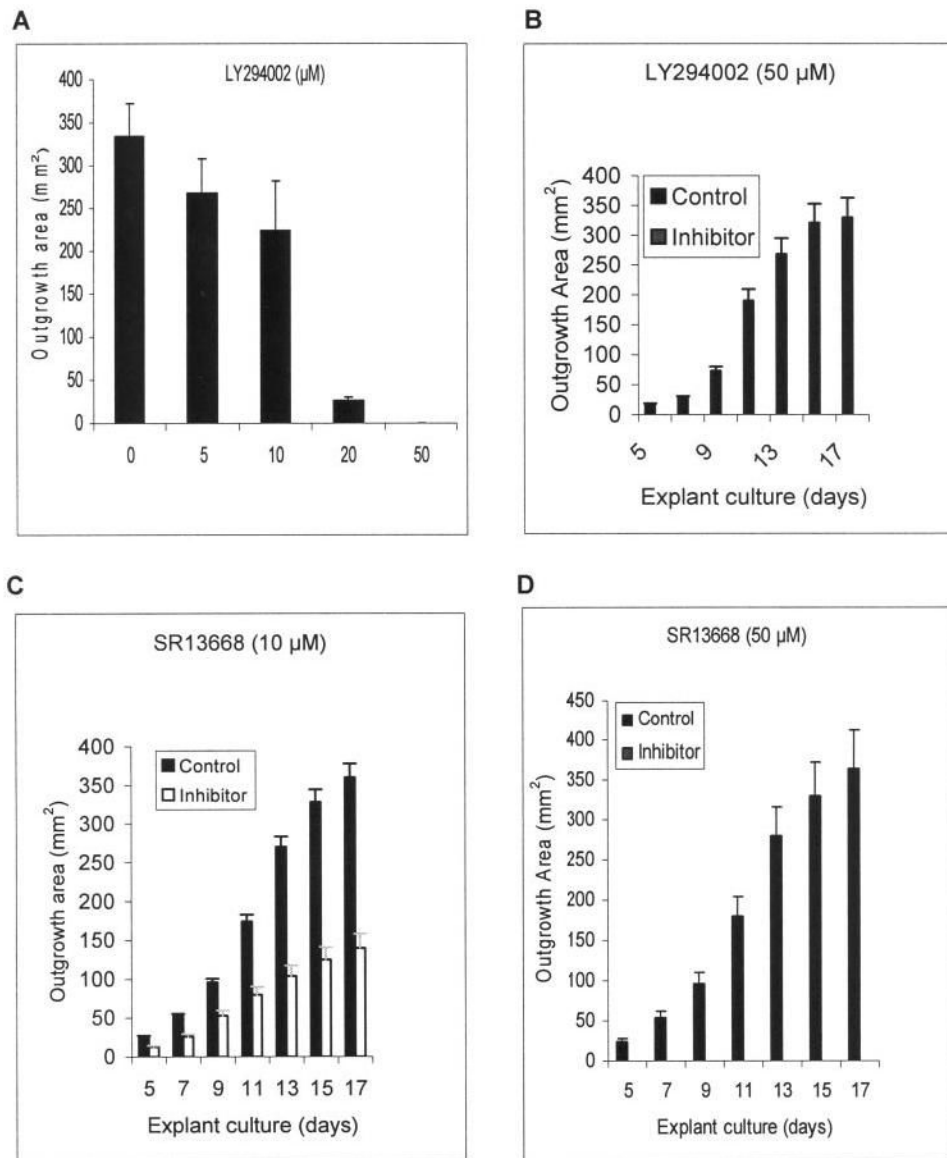 A
LY294002 (µM)
Outgrowth area (mm²)
400
350
300
250
200
150
100
50
0
0 5 10 20 50
B
LY294002 (50 µM)
Outgrowth Area (mm²)
400
350
300
250
200
150
100
50
0
Control
Inhibitor
5 9 13 17
Explant culture (days)
C
SR13668 (10 µM)
Outgrowth area (mm²)
400
350
300
250
200
150
100
50
0
Control
Inhibitor
5 7 9 11 13 15 17
Explant culture (days)
D
SR13668 (50 µM)
Outgrowth Area (mm²)
450
400
350
300
250
200
150
100
50
0
Control
Inhibitor
5 7 9 11 13 15 17
Explant culture (days)